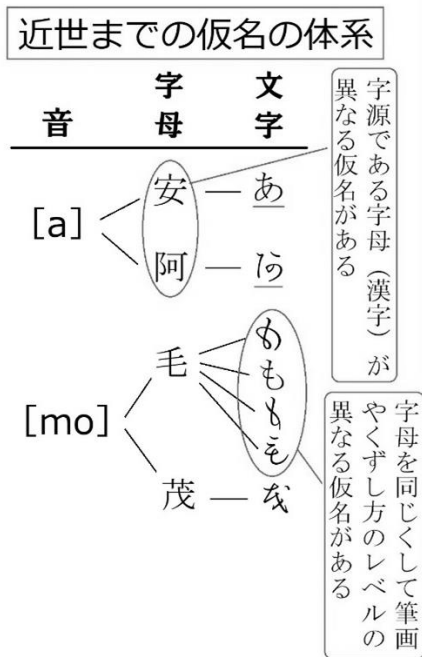 近世までの仮名の体系
音
字母
文字
[a]
安
あ
阿
[mo]
毛
も
茂
字源である字母（漢字）が
異なる仮名がある
字母を同じくして筆画
やくずし方のレベルの
異なる仮名がある